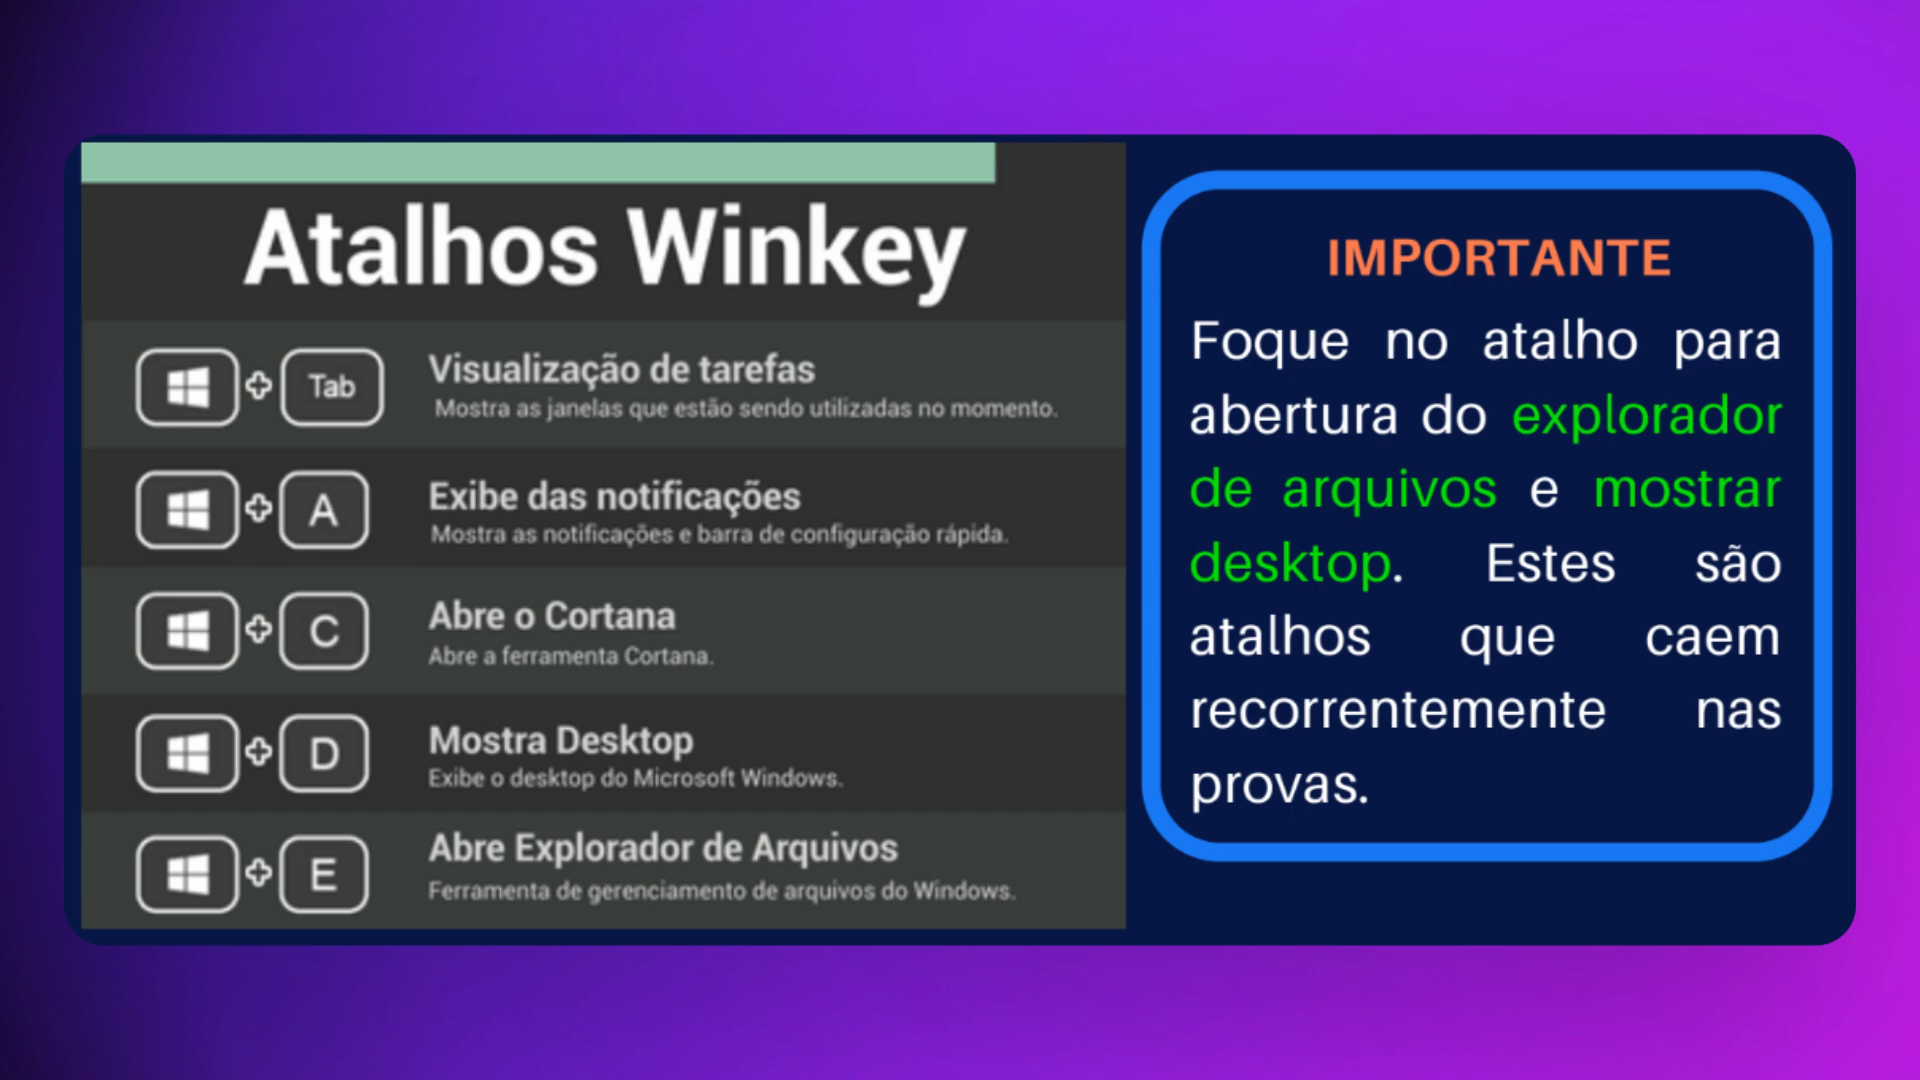 Atalhos Winkey
Tab
Visualização de tarefas
Mostra as janelas que estão sendo utilizadas no momento.
A
Exibe das notificações
Mostra as notificações e barra de configuração rápida.
C
Abre o Cortana
Abre a ferramenta Cortana.
D
Mostra Desktop
Exibe o desktop do Microsoft Windows.
E
Abre Explorador de Arquivos
Ferramenta de gerenciamento de arquivos do Windows.
IMPORTANTE
Foque no atalho para
abertura do explorador
de arquivos e mostrar
desktop. Estes são
atalhos que caem
recorrentemente nas
provas.